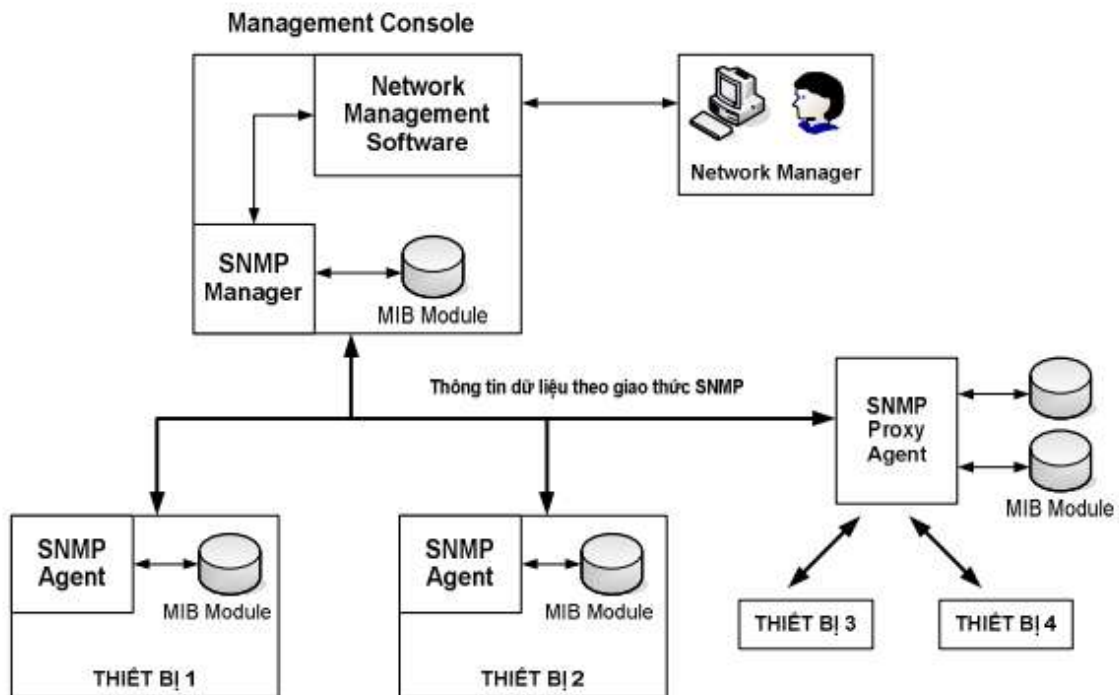 Management Console
Network
Management
Software
Network Manager
SNMP
Manager
MIB Module
Thông tin dữ liệu theo giao thức SNMP
SNMP
Proxy
Agent
MIB Module
SNMP
Agent
MIB Module
THIẾT BỊ 1
SNMP
Agent
MIB Module
THIẾT BỊ 2
THIẾT BỊ 3
THIẾT BỊ 4